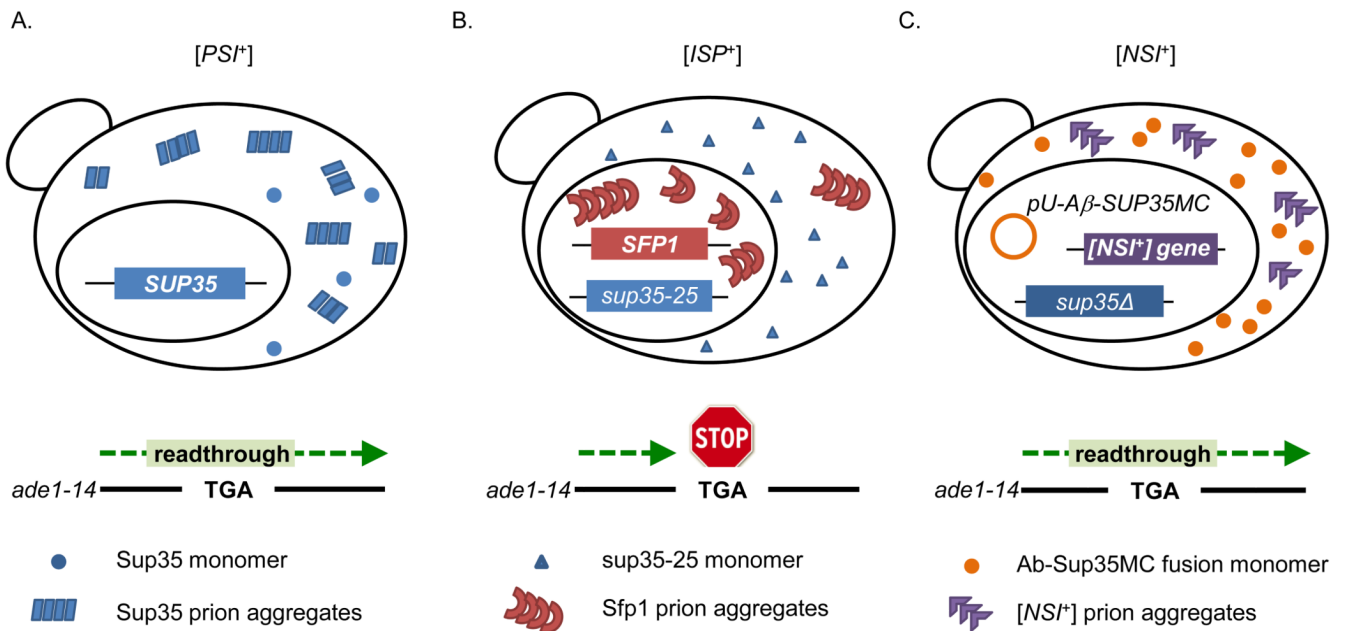 A.
[PSI⁺]
SUP35
readthrough
ade1-14 TGA
Sup35 monomer
Sup35 prion aggregates
B.
[ISP⁺]
SFP1
sup35-25
STOP
ade1-14 TGA
sup35-25 monomer
Sfp1 prion aggregates
C.
[NSI⁺]
pU-Aβ-SUP35MC
[NSI⁺] gene
sup35Δ
readthrough
ade1-14 TGA
Ab-Sup35MC fusion monomer
[NSI⁺] prion aggregates